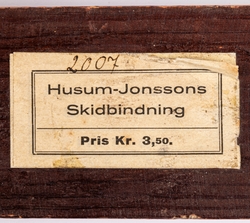 2007
Husum-Jonssons
Skidbindning
Pris Kr. 3,50.